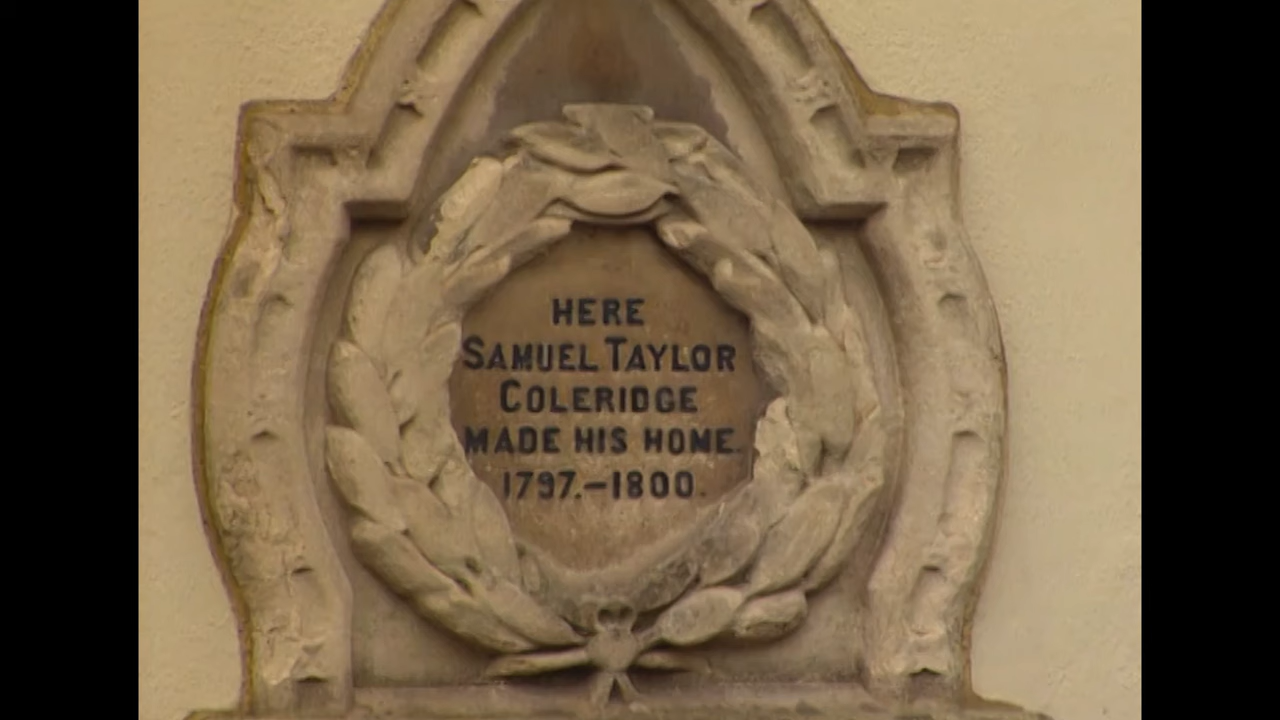 HERE
SAMUEL TAYLOR
COLERIDGE
MADE HIS HOME.
1797.–1800.